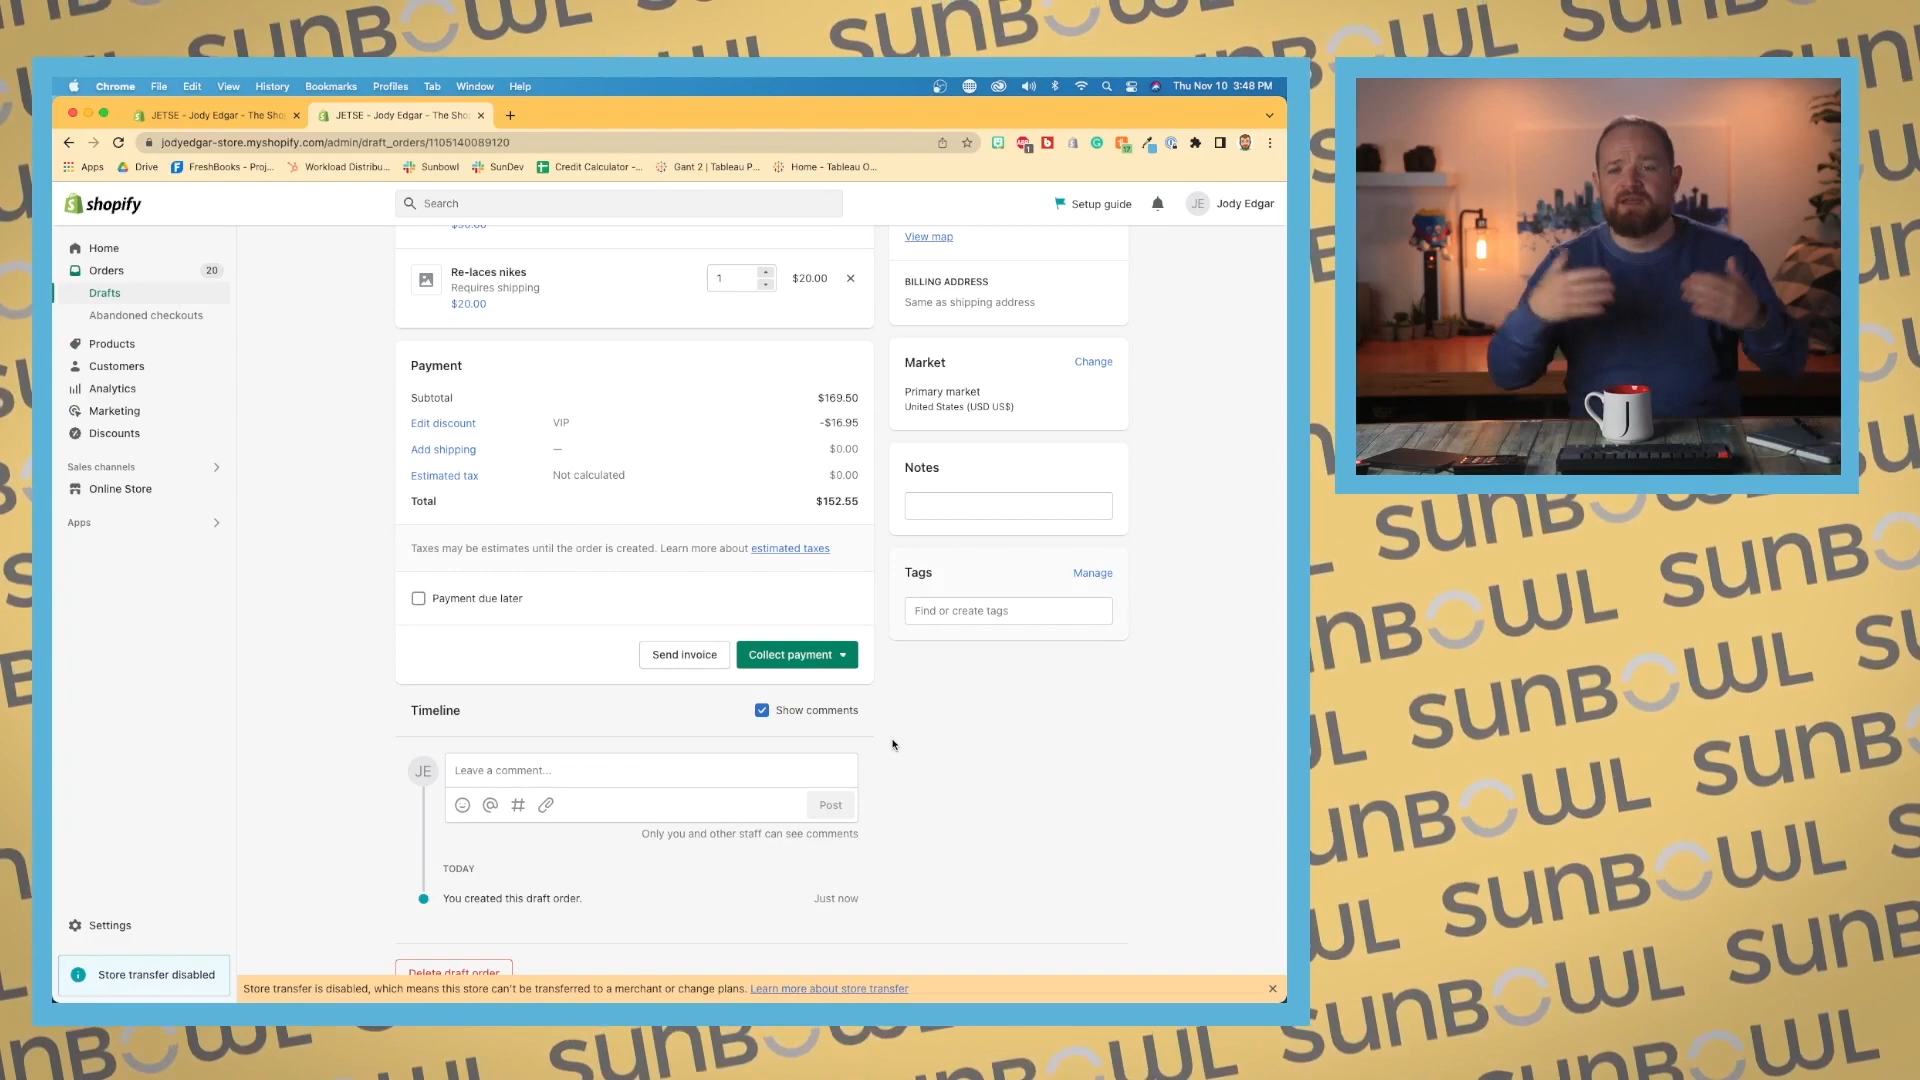 Chrome File Edit View History Bookmarks Profiles Tab Window Help Thu Nov 10 3:48 PM
JETSE - Jody Edgar - The Sho JETSE - Jody Edgar - The Sho
jodyedgar-store.myshopify.com/admin/draft_orders/1105140089120
Apps Drive FreshBooks - Proj... Workload Distribu... Sunbowl SunDev Credit Calculator -... Gant 2 | Tableau P... Home - Tableau O...
shopify Search Setup guide JE Jody Edgar
Home
Orders 20
Drafts
Abandoned checkouts
Products
Customers
Analytics
Marketing
Discounts
Sales channels
Online Store
Apps
Settings
Store transfer disabled
Re-laces nikes
Requires shipping
$20.00
1 $20.00
Payment
Subtotal $169.50
Edit discount VIP -$16.95
Add shipping — $0.00
Estimated tax Not calculated $0.00
Total $152.55
Taxes may be estimates until the order is created. Learn more about estimated taxes
Payment due later
Send invoice Collect payment
Timeline Show comments
JE Leave a comment...
Post
Only you and other staff can see comments
TODAY
You created this draft order. Just now
Delete draft order
View map
BILLING ADDRESS
Same as shipping address
Market Change
Primary market
United States (USD US$)
Notes
Tags Manage
Find or create tags
Store transfer is disabled, which means this store can't be transferred to a merchant or change plans. Learn more about store transfer
J
SUNBOWL